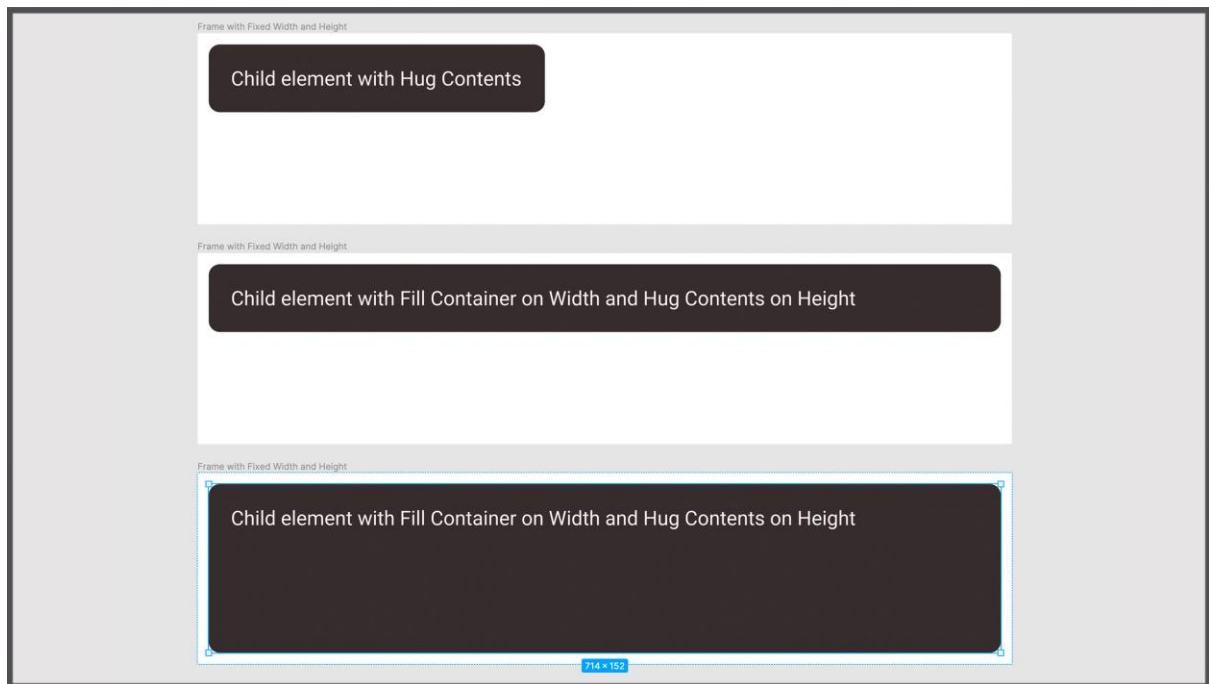 Frame with Fixed Width and Height
Child element with Hug Contents
Frame with Fixed Width and Height
Child element with Fill Container on Width and Hug Contents on Height
Frame with Fixed Width and Height
Child element with Fill Container on Width and Hug Contents on Height
714 × 152